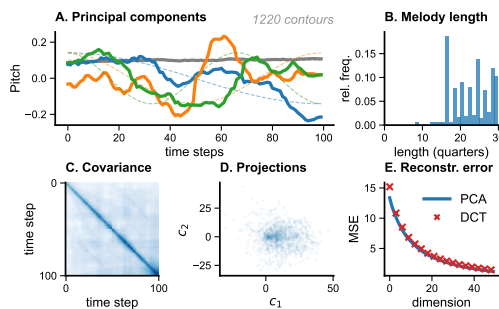 A. Principal components
1220 contours
Pitch
0.2
0.0
−0.2
0 20 40 60 80 100
time steps
B. Melody length
rel. freq.
0.15
0.10
0.05
0.00
0 10 20 30
length (quarters)
C. Covariance
time step
0
100
0 100
time step
D. Projections
c2
25
0
−25
0 50
c1
E. Reconstr. error
MSE
15
10
5
PCA
DCT
0 20 40
dimension